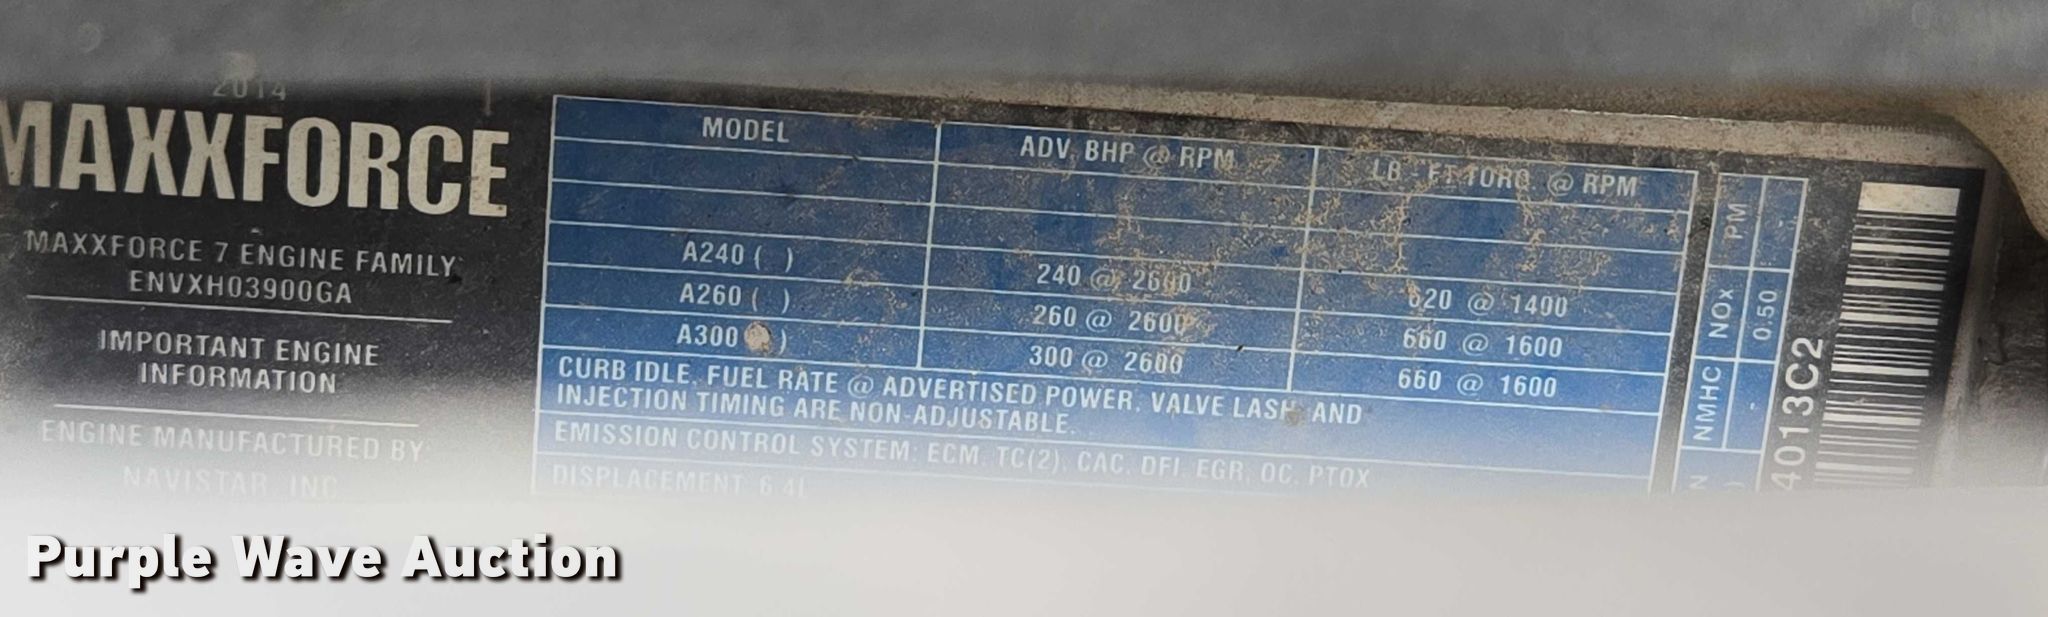 2014
MAXXFORCE
MAXXFORCE 7 ENGINE FAMILY
ENVXH03900GA
IMPORTANT ENGINE
INFORMATION
ENGINE MANUFACTURED BY
NAVISTAR, INC
MODEL ADV. BHP @ RPM LB - FT TORQ. @ RPM
A240 ( ) 240 @ 2600 620 @ 1400
A260 ( ) 260 @ 2600 660 @ 1600
A300 ) 300 @ 2600 660 @ 1600
CURB IDLE, FUEL RATE @ ADVERTISED POWER, VALVE LASH, AND
INJECTION TIMING ARE NON-ADJUSTABLE.
EMISSION CONTROL SYSTEM: ECM, TC(2), CAC, DFI, EGR, OC, PTOX
DISPLACEMENT 6.4L
NMHC NOx PM
- 0.50
4013C2
Purple Wave Auction